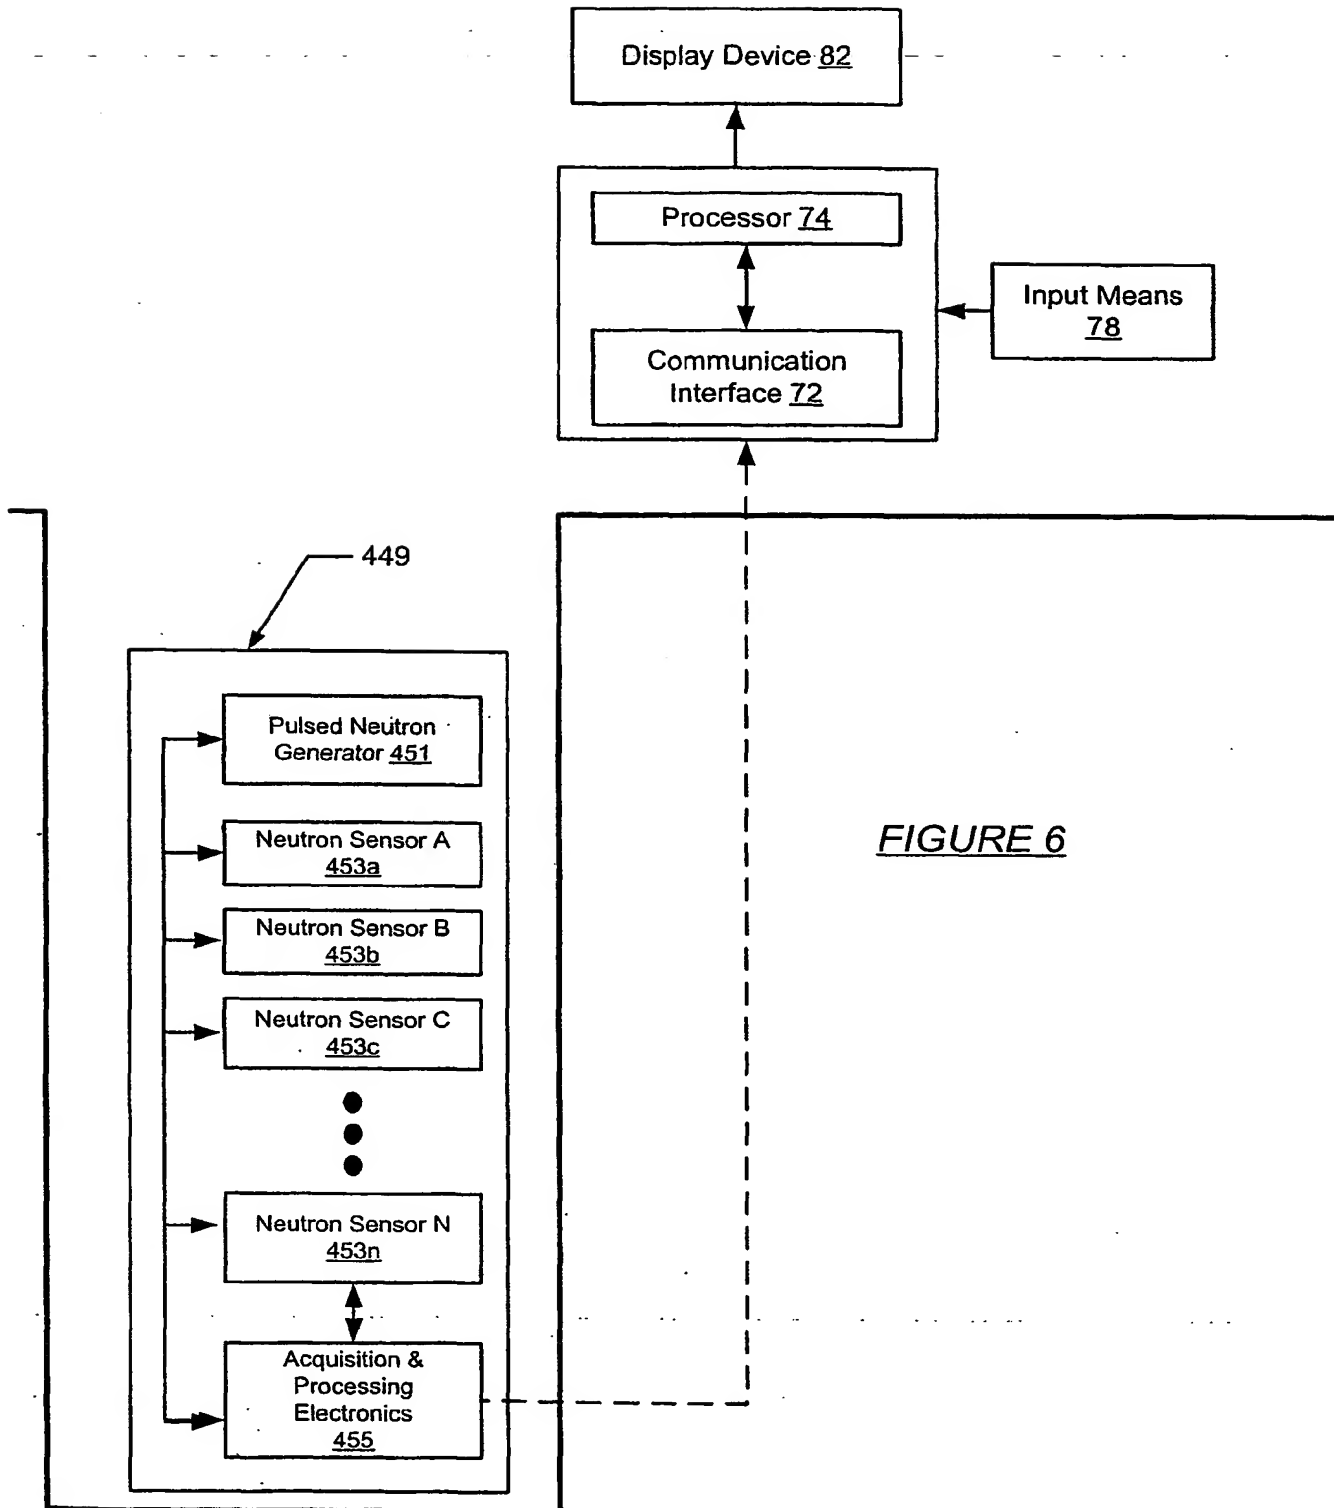 Display Device 82
Processor 74
Communication
Interface 72
Input Means
78
449
Pulsed Neutron
Generator 451
Neutron Sensor A
453a
Neutron Sensor B
453b
Neutron Sensor C
453c
Neutron Sensor N
453n
Acquisition &
Processing
Electronics
455
FIGURE 6